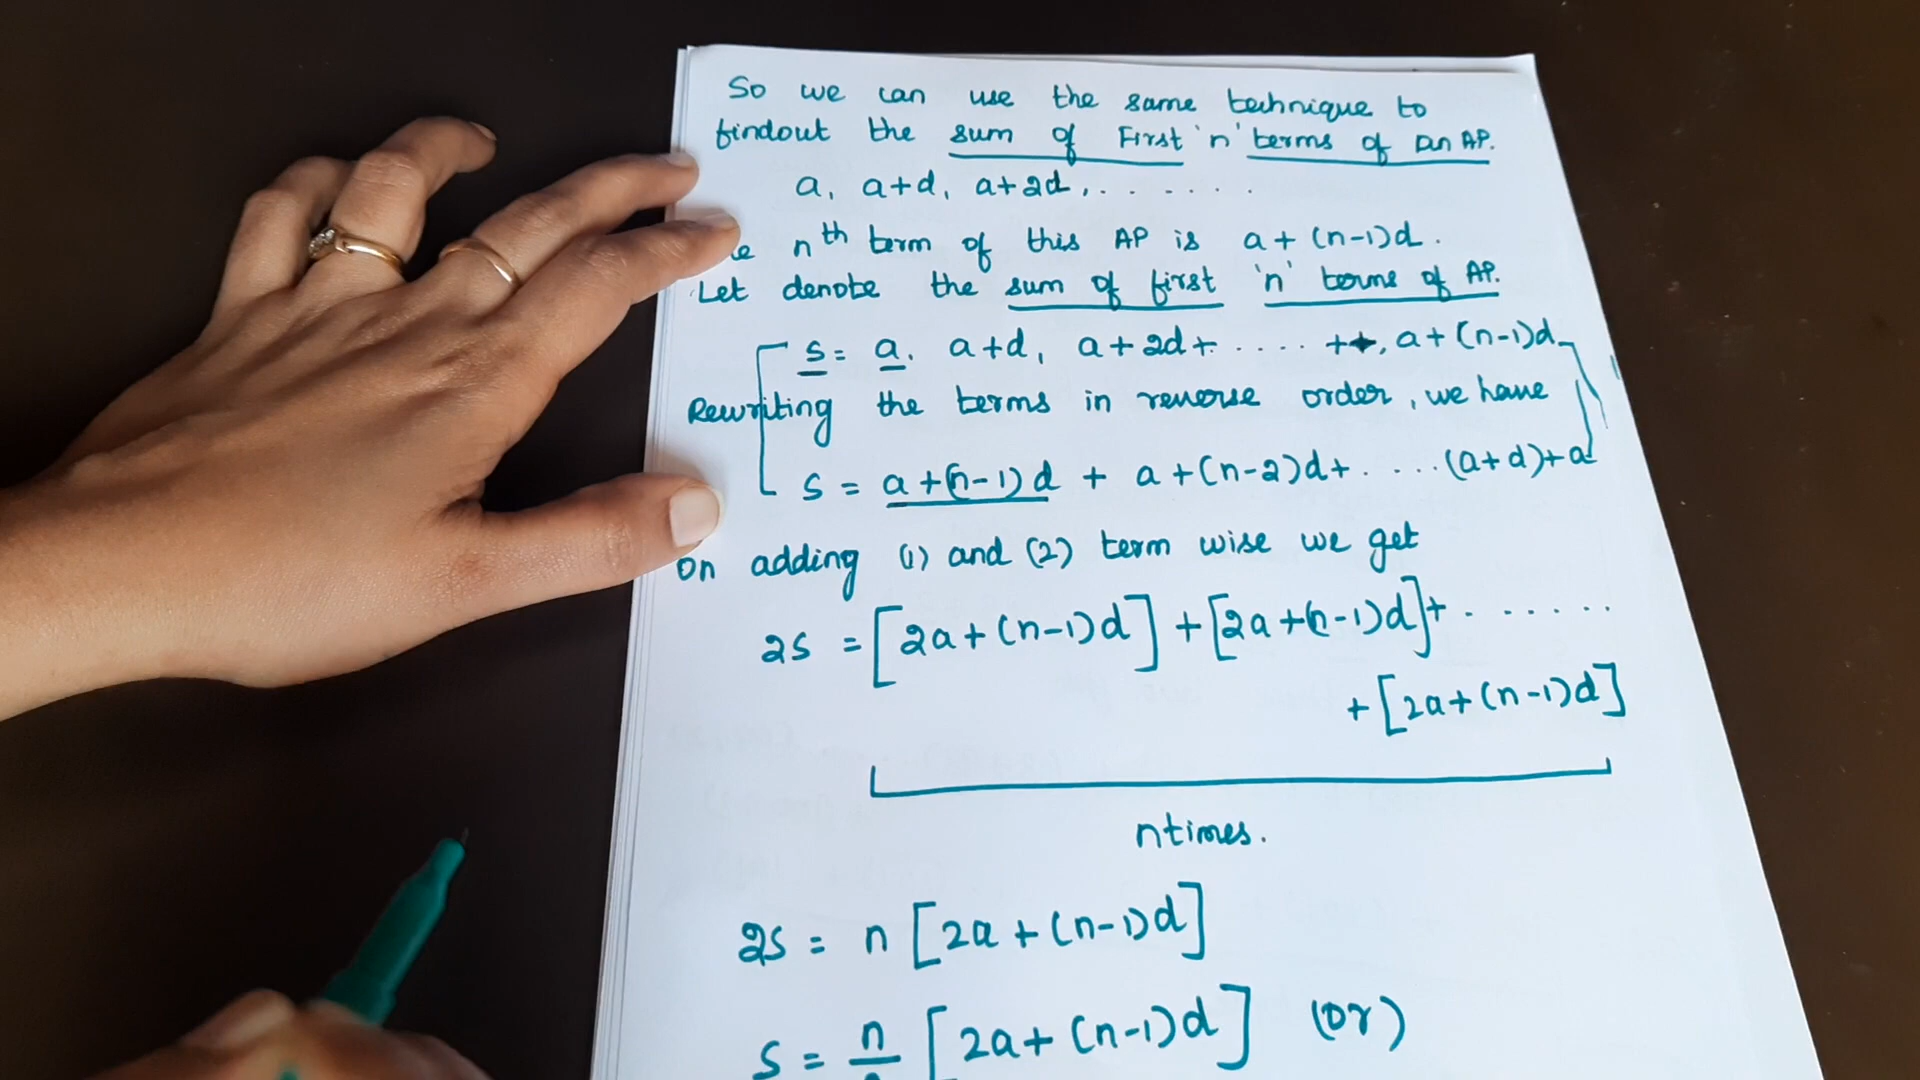 So we can use the same technique to
findout the sum of First 'n' terms of an AP.
a, a+d, a+2d, . . . . . . .
nth term of this AP is a + (n-1)d.
Let denote the sum of first 'n' terms of AP.
s = a, a+d, a+2d+ . . . . +, a+(n-1)d
Rewriting the terms in reverse order, we have
s = a+(n-1)d + a+(n-2)d+ . . . . (a+d)+a
on adding (1) and (2) term wise we get
2s = [2a+(n-1)d] + [2a+(n-1)d]+ . . . . . .
+ [2a+(n-1)d]
n times.
2s = n [2a+(n-1)d]
s = n [2a+(n-1)d] (or)